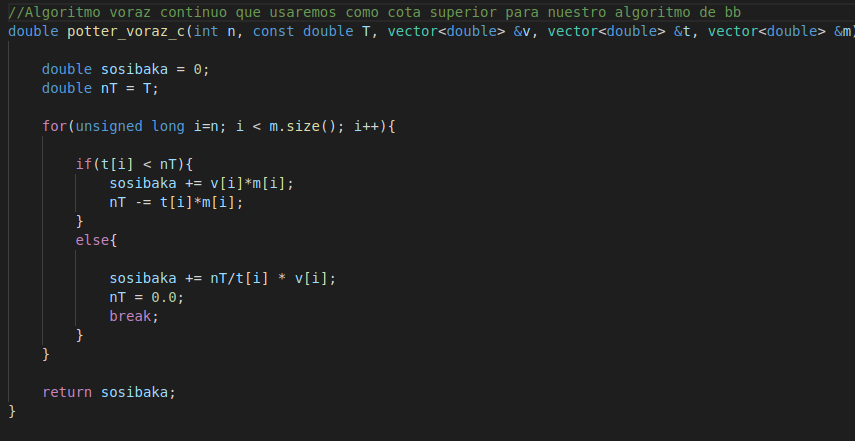 //Algoritmo voraz continuo que usaremos como cota superior para nuestro algoritmo de bb
double potter_voraz_c(int n, const double T, vector<double> &v, vector<double> &t, vector<double> &m)
double sosibaka = 0;
double nT = T;
for(unsigned long i=n; i < m.size(); i++){
if(t[i] < nT){
sosibaka += v[i]*m[i];
nT -= t[i]*m[i];
}
else{
sosibaka += nT/t[i] * v[i];
nT = 0.0;
break;
}
}
return sosibaka;
}